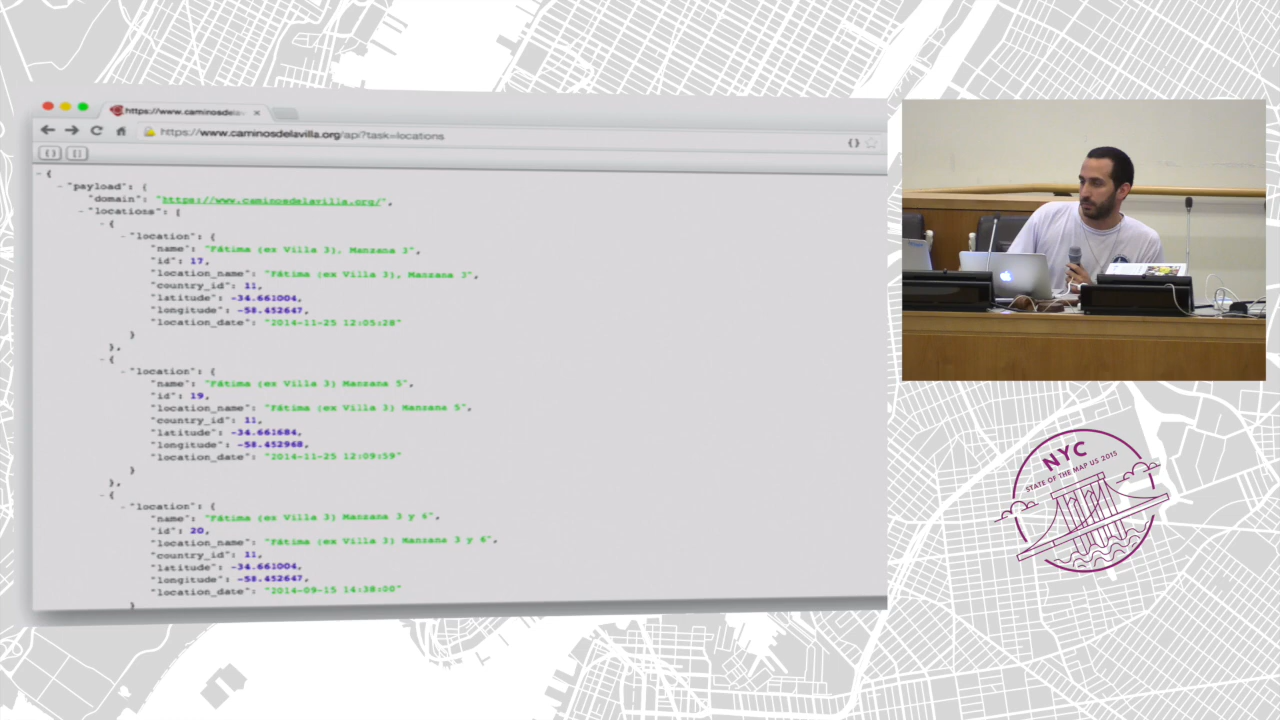 https://www.caminosdela
https://www.caminosdelavilla.org/api?task=locations
{}
{} []
- {
- "payload": {
"domain": "https://www.caminosdelavilla.org/",
- "locations": [
- {
- "location": {
"name": "Fátima (ex Villa 3), Manzana 3",
"id": 17,
"location_name": "Fátima (ex Villa 3), Manzana 3",
"country_id": 11,
"latitude": -34.661004,
"longitude": -58.452647,
"location_date": "2014-11-25 12:05:28"
}
},
- {
- "location": {
"name": "Fátima (ex Villa 3) Manzana 5",
"id": 19,
"location_name": "Fátima (ex Villa 3) Manzana 5",
"country_id": 11,
"latitude": -34.661684,
"longitude": -58.452968,
"location_date": "2014-11-25 12:09:59"
}
},
- {
- "location": {
"name": "Fátima (ex Villa 3) Manzana 3 y 6",
"id": 20,
"location_name": "Fátima (ex Villa 3) Manzana 3 y 6",
"country_id": 11,
"latitude": -34.661004,
"longitude": -58.452647,
"location_date": "2014-09-15 14:38:00"
}
NYC
STATE OF THE MAP US 2015